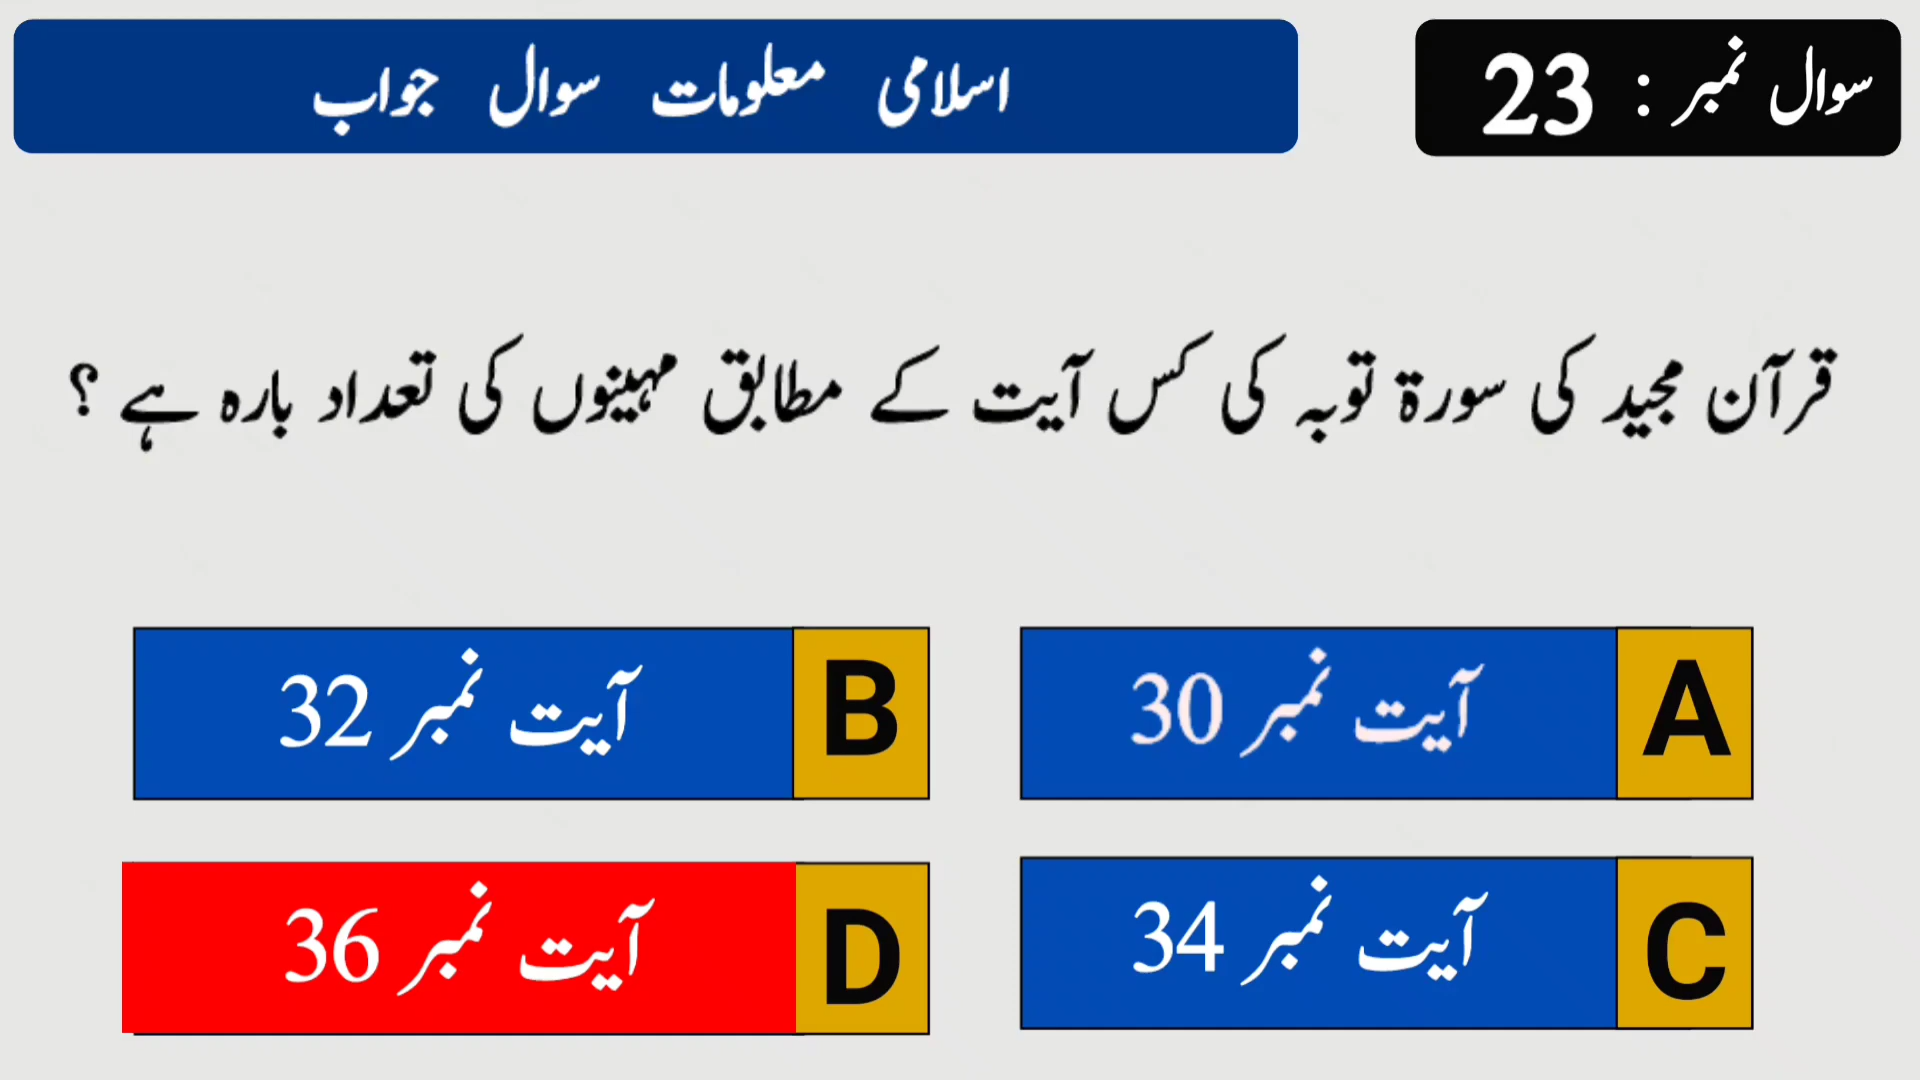 سوال نمبر : 23
اسلامی معلومات سوال جواب
قرآن مجید کی سورۃ توبہ کی کس آیت کے مطابق مہینوں کی تعداد بارہ ہے ؟
A آیت نمبر 30
B آیت نمبر 32
C آیت نمبر 34
D آیت نمبر 36